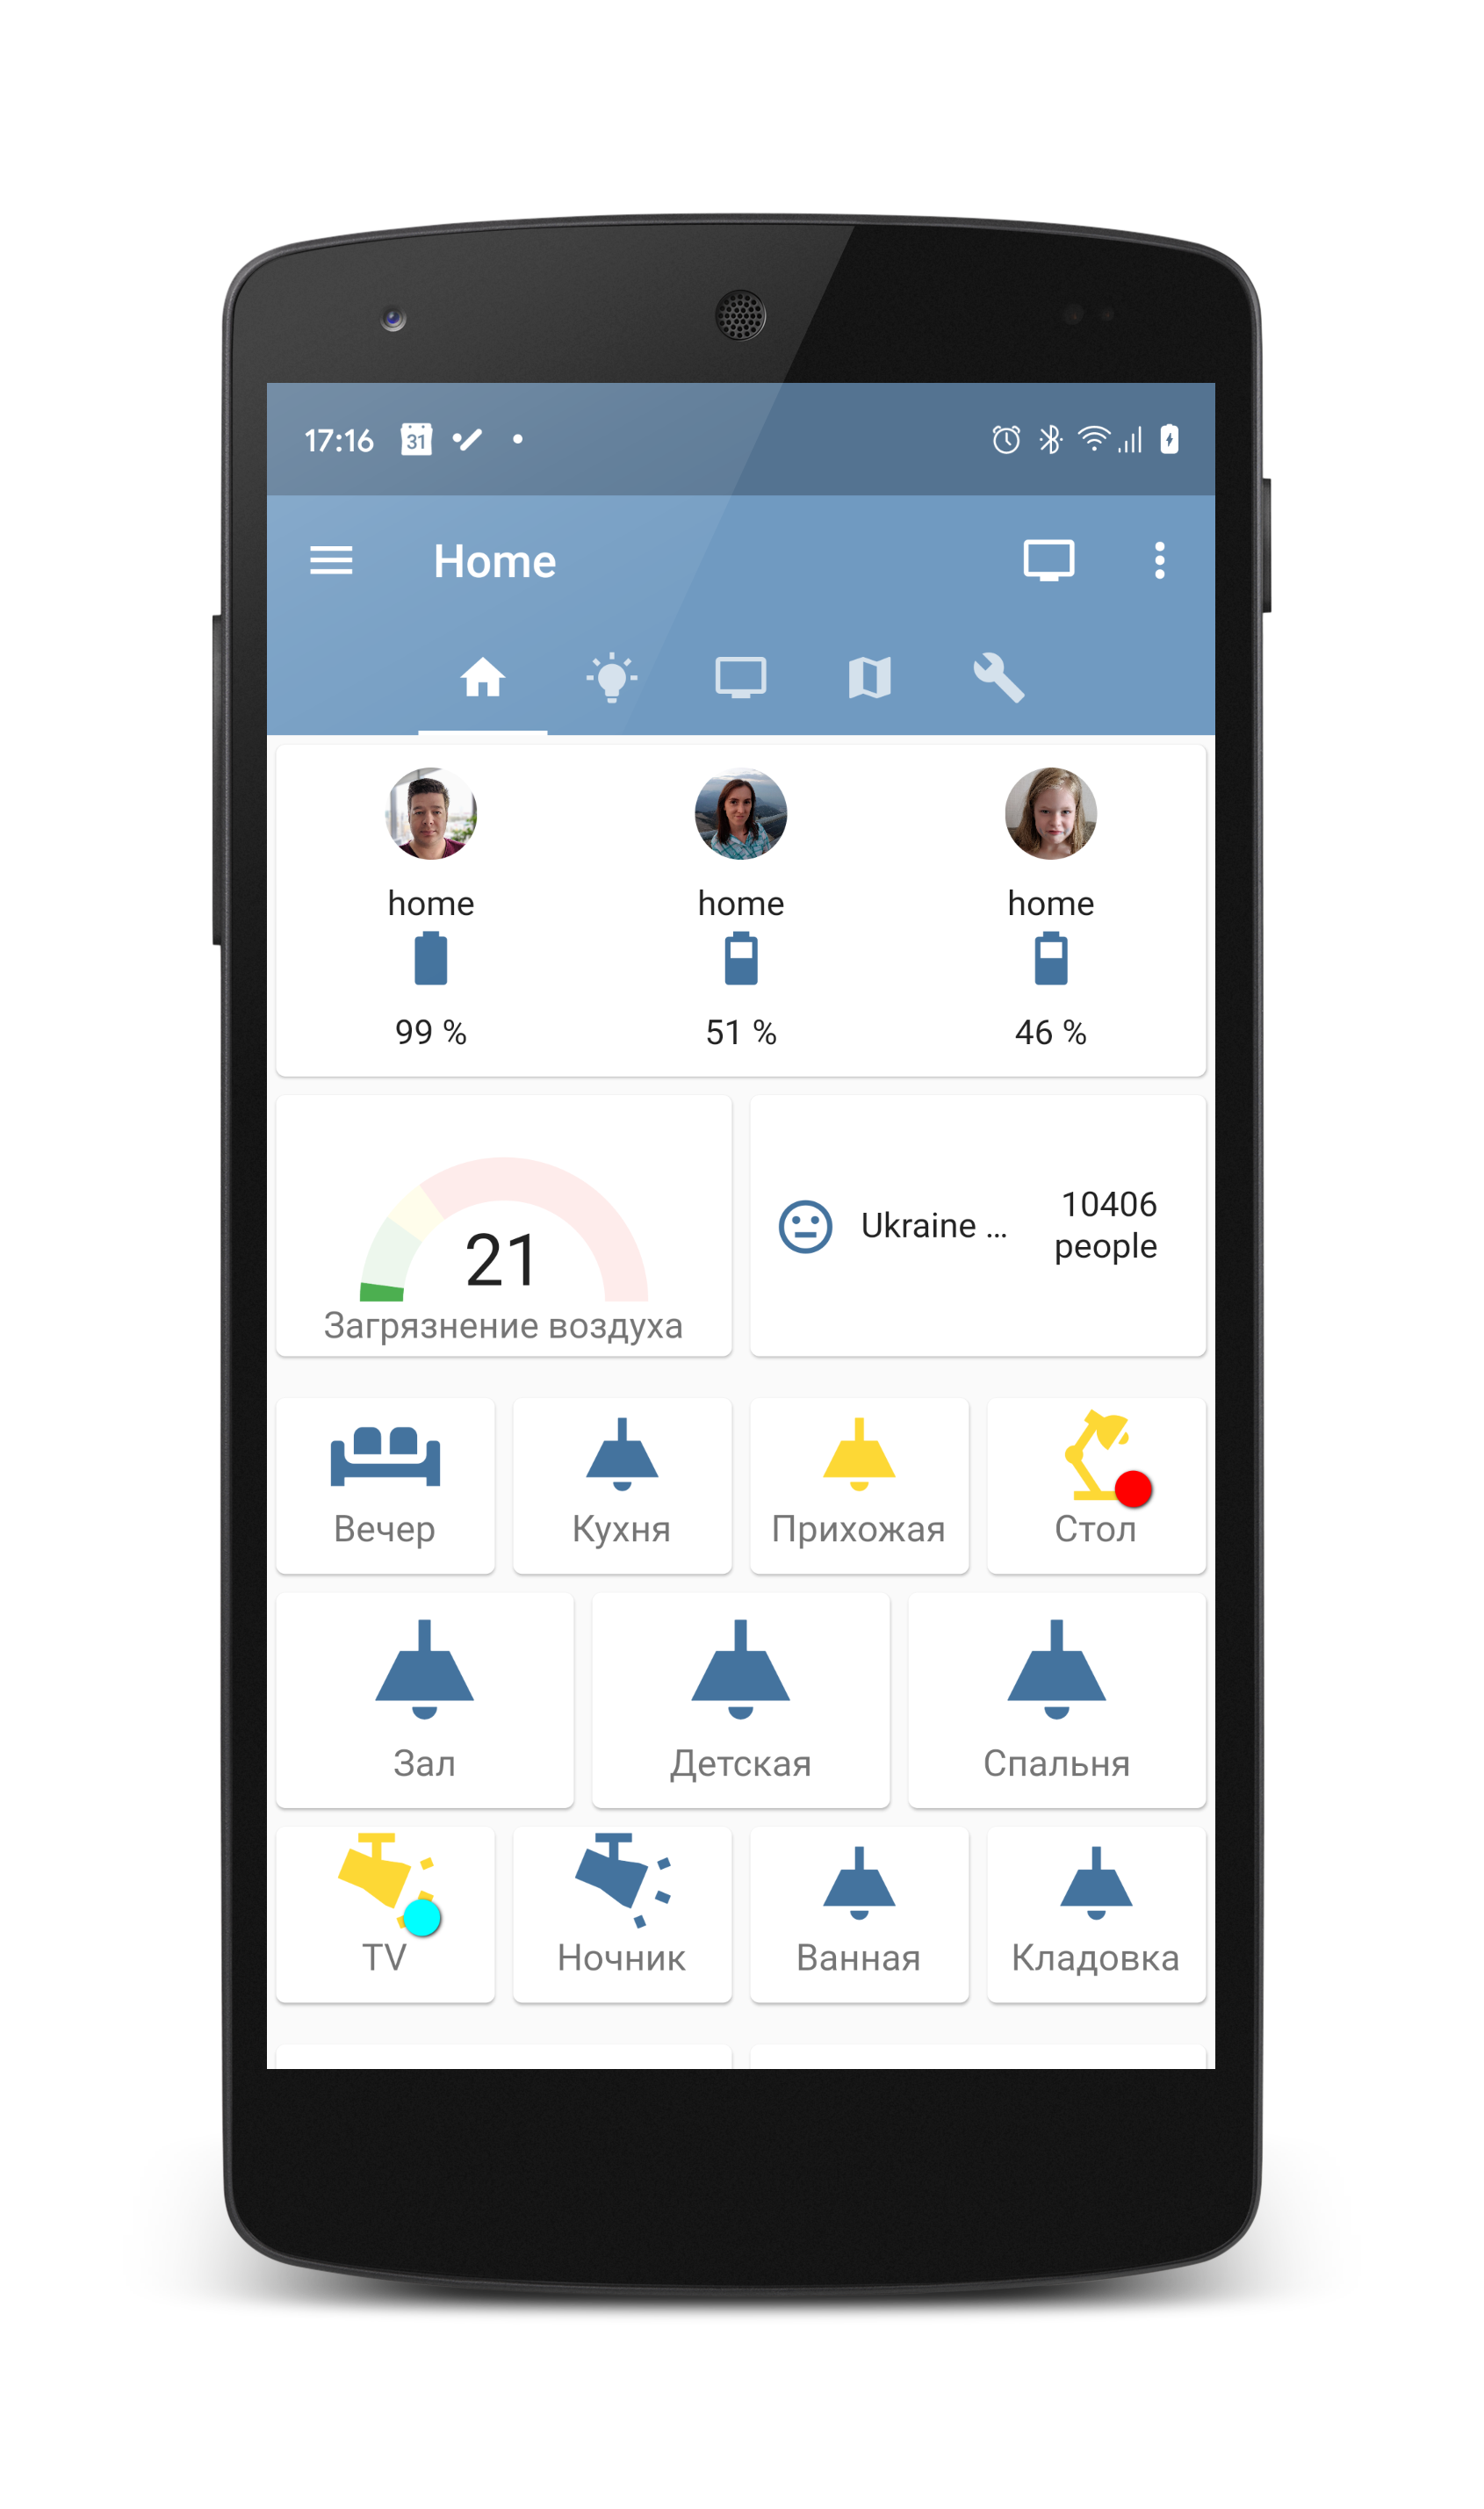 17:16 31
Home
home home home
99 % 51 % 46 %
21
Загрязнение воздуха
Ukraine ...
10406
people
Вечер Кухня Прихожая Стол
Зал Детская Спальня
TV Ночник Ванная Кладовка